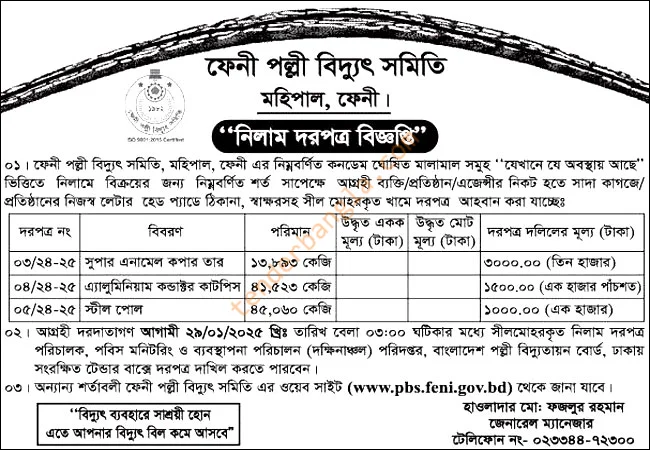 ফেনী পল্লী বিদ্যুৎ সমিতি
মহিপাল, ফেনী।
১৯৮২
ফেনী পল্লী বিদ্যুৎ সমিতি
ISO 9001:2015 Certified
“নিলাম দরপত্র বিজ্ঞপ্তি”
০১। ফেনী পল্লী বিদ্যুৎ সমিতি, মহিপাল, ফেনী এর নিম্নবর্ণিত কনডেম ঘোষিত মালামাল সমূহ “যেখানে যে অবস্থায় আছে”
ভিত্তিতে নিলামে বিক্রয়ের জন্য নিম্নবর্ণিত শর্ত সাপেক্ষে আগ্রহী ব্যক্তি/প্রতিষ্ঠান/এজেন্সীর নিকট হতে সাদা কাগজে/
প্রতিষ্ঠানের নিজস্ব লেটার হেড প্যাডে ঠিকানা, স্বাক্ষরসহ সীল মোহরকৃত খামে দরপত্র আহবান করা যাচ্ছেঃ
দরপত্র নং বিবরণ পরিমান উদ্ধৃত একক মূল্য (টাকা) উদ্ধৃত মোট মূল্য (টাকা) দরপত্র দলিলের মূল্য (টাকা)
০৩/২৪-২৫ সুপার এনামেল কপার তার ১৩,৮৯৩ কেজি ৩০০০.০০ (তিন হাজার)
০৪/২৪-২৫ এ্যালুমিনিয়াম কন্ডাক্টর কাটপিস ৪১,৫২৩ কেজি ১৫০০.০০ (এক হাজার পাঁচশত)
০৫/২৪-২৫ স্টীল পোল ৪৫,০৬০ কেজি ১০০০.০০ (এক হাজার)
০২। আগ্রহী দরদাতাগণ আগামী ২৯/০১/২০২৫ খ্রিঃ তারিখ বেলা ০৩:০০ ঘটিকার মধ্যে সীলমোহরকৃত নিলাম দরপত্র
পরিচালক, পবিস মনিটরিং ও ব্যবস্থাপনা পরিচালন (দক্ষিনাঞ্চল) পরিদপ্তর, বাংলাদেশ পল্লী বিদ্যুতায়ন বোর্ড, ঢাকায়
সংরক্ষিত টেন্ডার বাক্সে দরপত্র দাখিল করতে পারবেন।
০৩। অন্যান্য শর্তাবলী ফেনী পল্লী বিদ্যুৎ সমিতি এর ওয়েব সাইট (www.pbs.feni.gov.bd) থেকে জানা যাবে।
“বিদ্যুৎ ব্যবহারে সাশ্রয়ী হোন
এতে আপনার বিদ্যুৎ বিল কমে আসবে”
হাওলাদার মো: ফজলুর রহমান
জেনারেল ম্যানেজার
টেলিফোন নং- ০২৩৩৪৪-৭২৩০০
tenderbangla.com